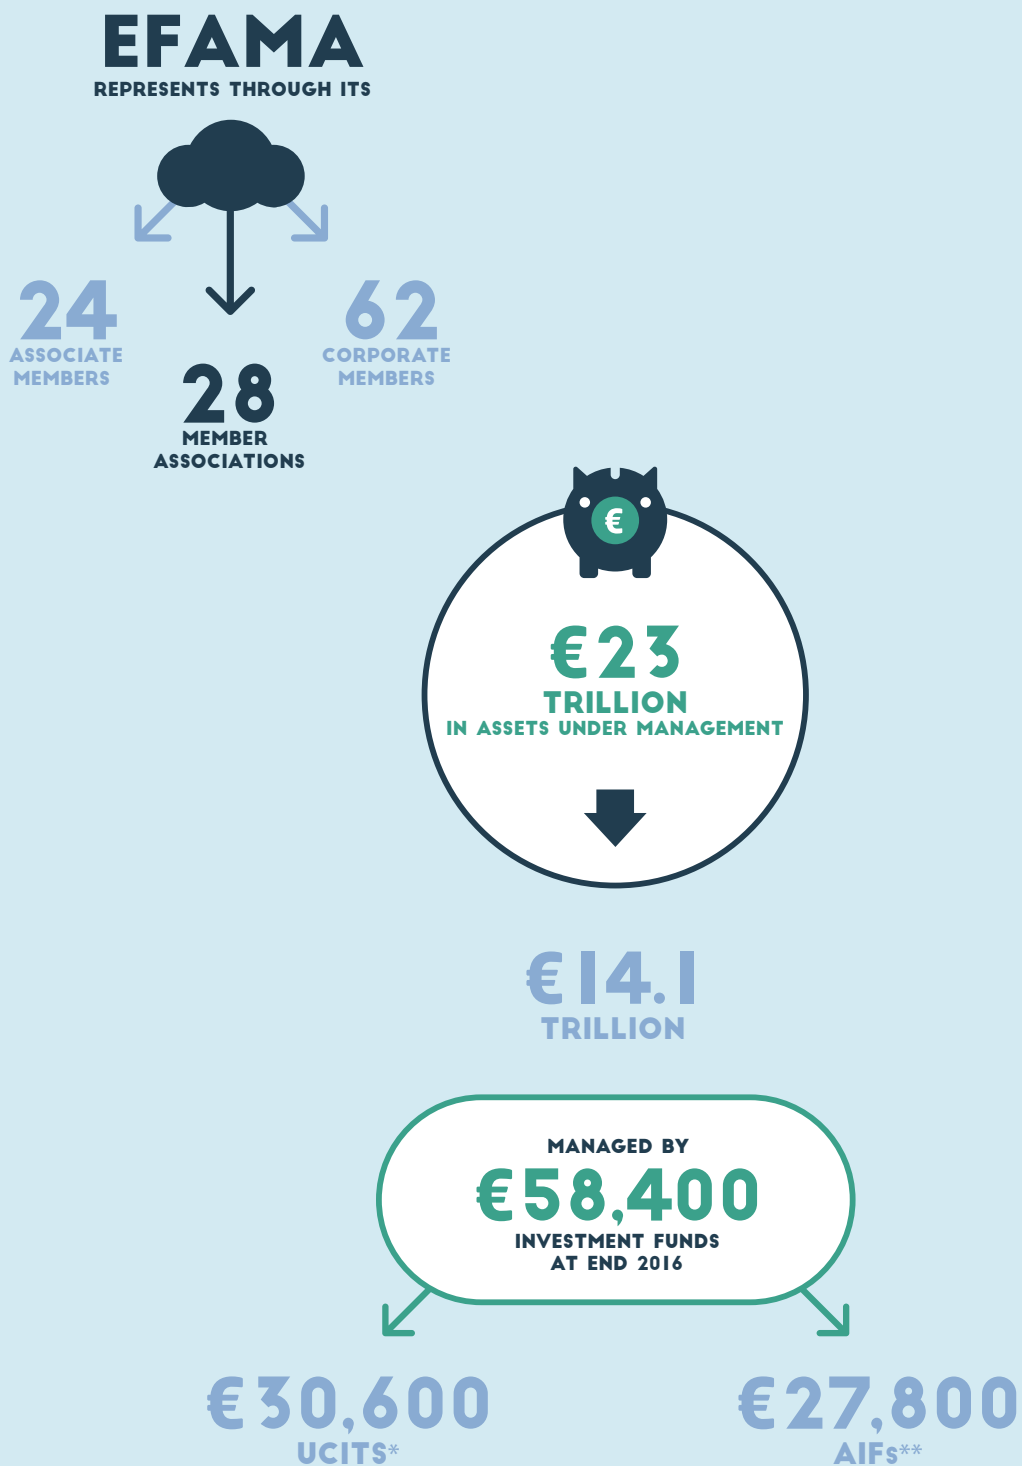 EFAMA
REPRESENTS THROUGH ITS
24
ASSOCIATE
MEMBERS
62
CORPORATE
MEMBERS
28
MEMBER
ASSOCIATIONS
€
€23
TRILLION
IN ASSETS UNDER MANAGEMENT
€14.1
TRILLION
MANAGED BY
€58,400
INVESTMENT FUNDS
AT END 2016
€30,600
UCITS*
€27,800
AIFs**